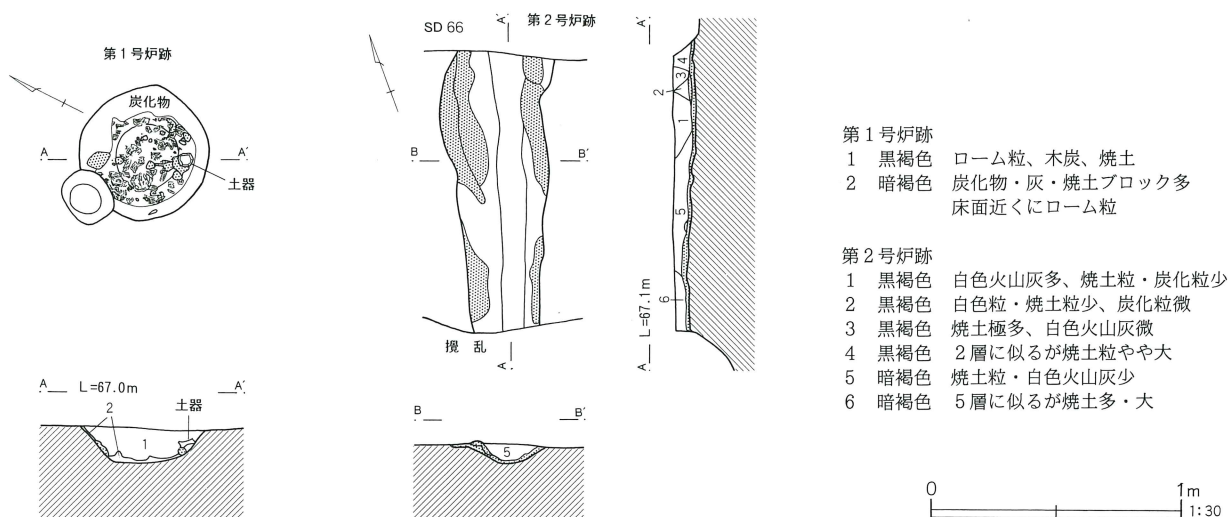 第1号炉跡
炭化物
A
A´
土器
A L=67.0m A´
2
土器
1
SD 66
A´
第2号炉跡
B
B´
攪乱
A
B
B´
5
A´
4
3
2
1
5
6
L=67.1m
A
第1号炉跡
1 黒褐色 ローム粒、木炭、焼土
2 暗褐色 炭化物・灰・焼土ブロック多
床面近くにローム粒
第2号炉跡
1 黒褐色 白色火山灰多、焼土粒・炭化粒少
2 黒褐色 白色粒・焼土粒少、炭化粒微
3 黒褐色 焼土極多、白色火山灰微
4 黒褐色 2層に似るが焼土粒やや大
5 暗褐色 焼土粒・白色火山灰少
6 暗褐色 5層に似るが焼土多・大
0 1m
1:30